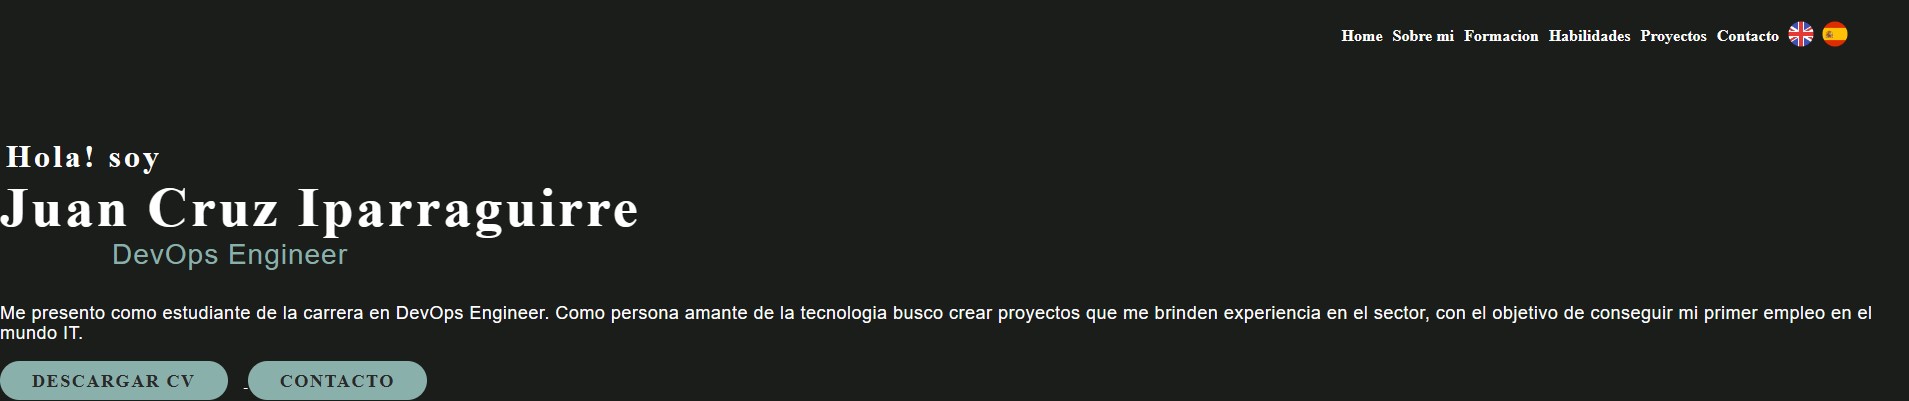 Home Sobre mi Formacion Habilidades Proyectos Contacto
Hola! soy
Juan Cruz Iparraguirre
DevOps Engineer
Me presento como estudiante de la carrera en DevOps Engineer. Como persona amante de la tecnologia busco crear proyectos que me brinden experiencia en el sector, con el objetivo de conseguir mi primer empleo en el
mundo IT.
DESCARGAR CV CONTACTO